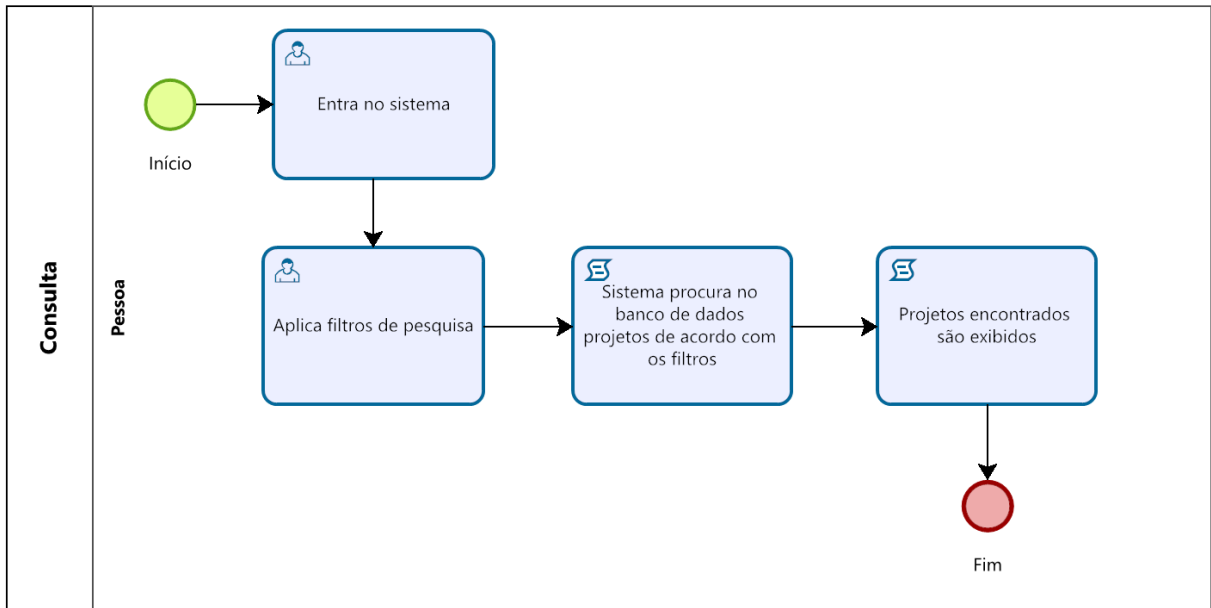 Consulta
Pessoa
Início
Entra no sistema
Aplica filtros de pesquisa
Sistema procura no
banco de dados
projetos de acordo com
os filtros
Projetos encontrados
são exibidos
Fim